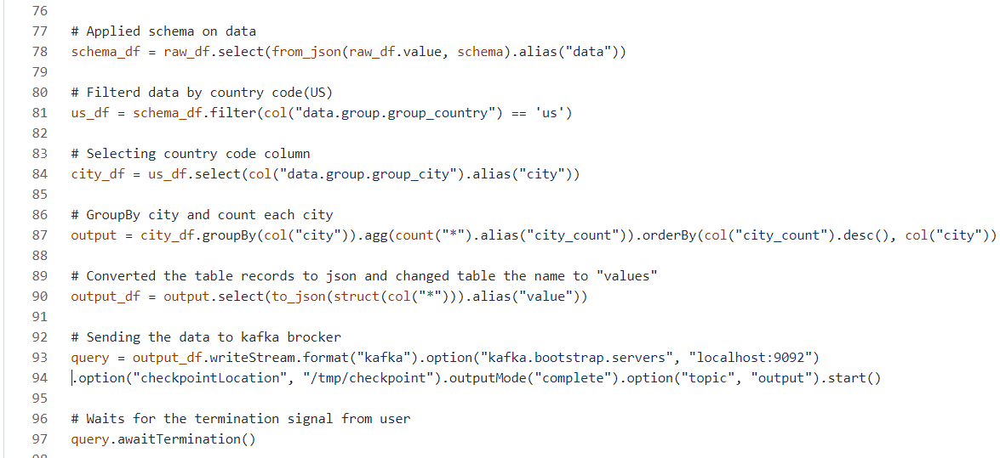 76
77 # Applied schema on data
78 schema_df = raw_df.select(from_json(raw_df.value, schema).alias("data"))
79
80 # Filterd data by country code(US)
81 us_df = schema_df.filter(col("data.group.group_country") == 'us')
82
83 # Selecting country code column
84 city_df = us_df.select(col("data.group.group_city").alias("city"))
85
86 # GroupBy city and count each city
87 output = city_df.groupBy(col("city")).agg(count("*").alias("city_count")).orderBy(col("city_count").desc(), col("city"))
88
89 # Converted the table records to json and changed table the name to "values"
90 output_df = output.select(to_json(struct(col("*"))).alias("value"))
91
92 # Sending the data to kafka brocker
93 query = output_df.writeStream.format("kafka").option("kafka.bootstrap.servers", "localhost:9092")
94 .option("checkpointLocation", "/tmp/checkpoint").outputMode("complete").option("topic", "output").start()
95
96 # Waits for the termination signal from user
97 query.awaitTermination()